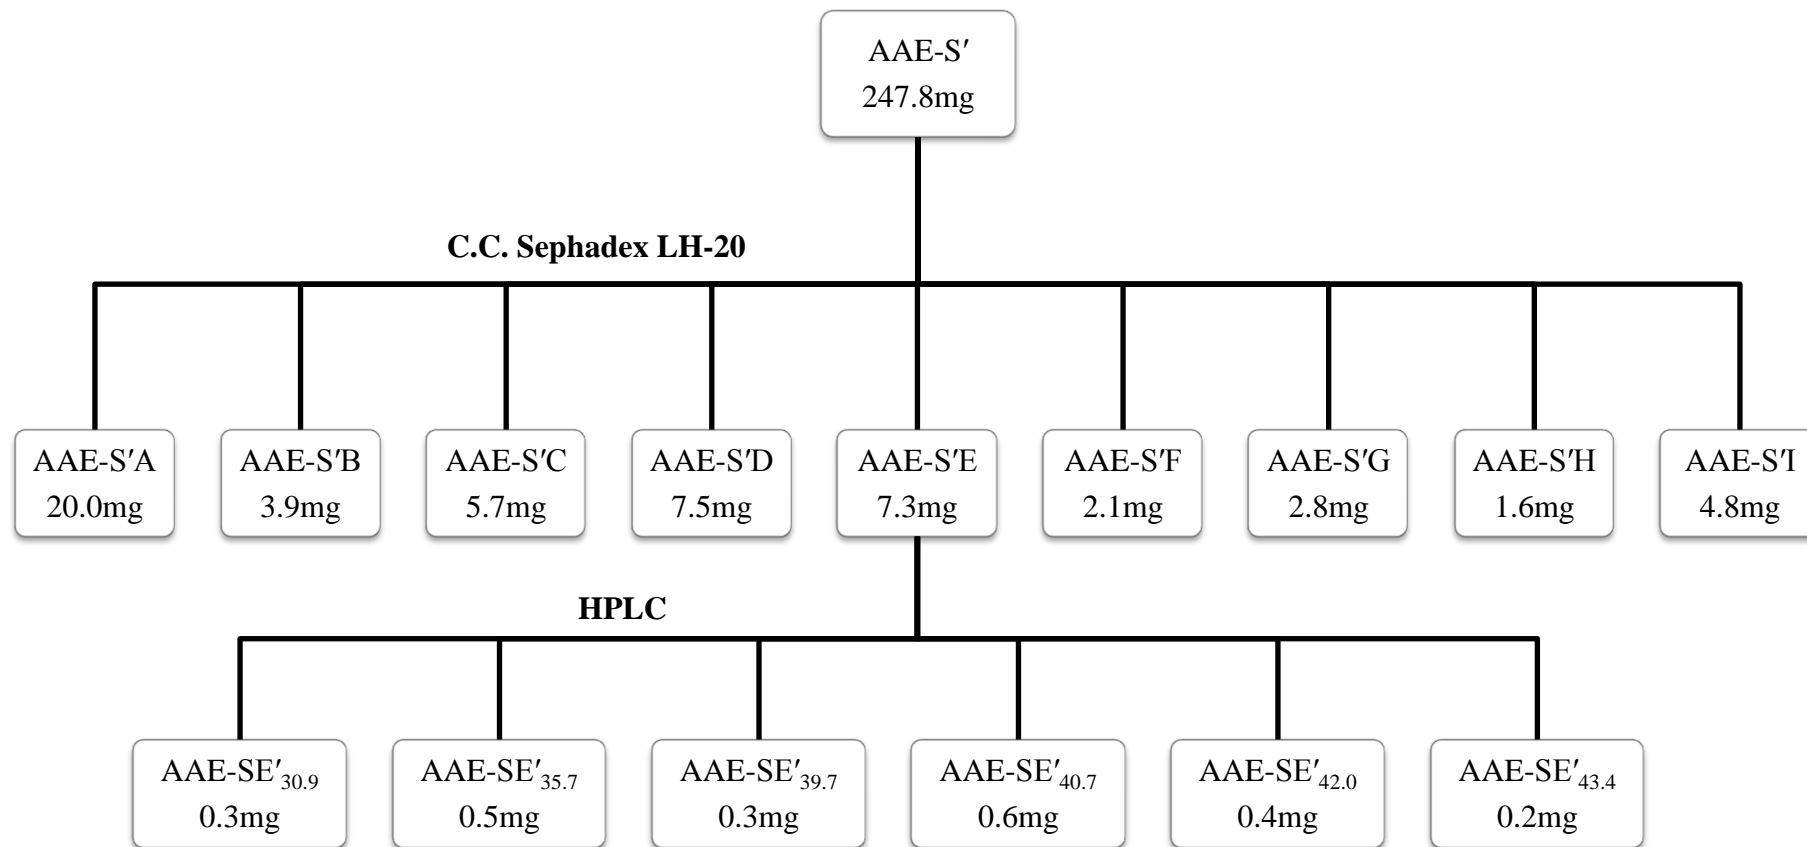 AAE-S′
247.8mg
C.C. Sephadex LH-20
AAE-S′A
20.0mg
AAE-S′B
3.9mg
AAE-S′C
5.7mg
AAE-S′D
7.5mg
AAE-S′E
7.3mg
AAE-S′F
2.1mg
AAE-S′G
2.8mg
AAE-S′H
1.6mg
AAE-S′I
4.8mg
HPLC
AAE-SE′30.9
0.3mg
AAE-SE′35.7
0.5mg
AAE-SE′39.7
0.3mg
AAE-SE′40.7
0.6mg
AAE-SE′42.0
0.4mg
AAE-SE′43.4
0.2mg